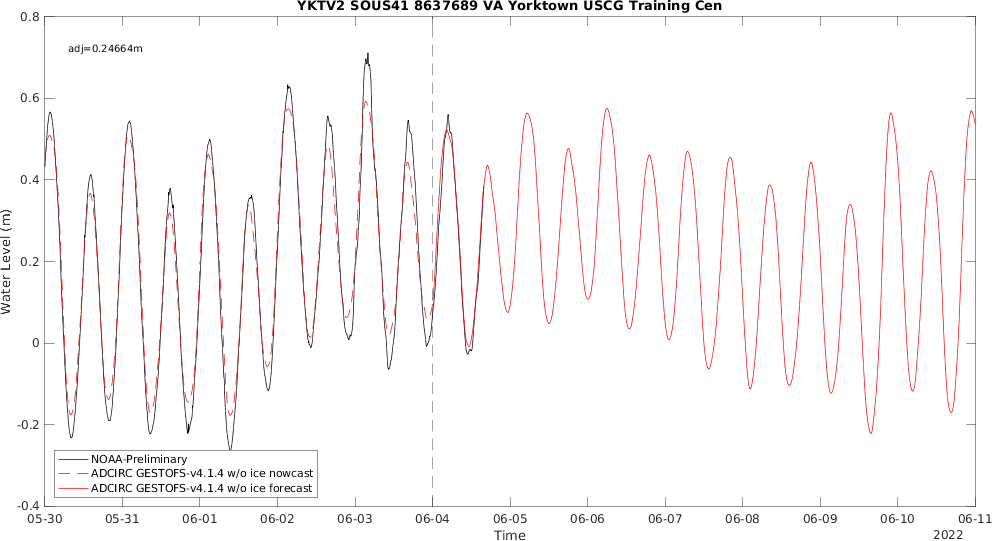 YKTV2 SOUS41 8637689 VA Yorktown USCG Training Cen
adj=0.24664m
0.8
0.6
0.4
0.2
0
-0.2
-0.4
Water Level (m)
NOAA-Preliminary
ADCIRC GESTOFS-v4.1.4 w/o ice nowcast
ADCIRC GESTOFS-v4.1.4 w/o ice forecast
05-30 05-31 06-01 06-02 06-03 06-04 06-05 06-06 06-07 06-08 06-09 06-10 06-11
Time
2022